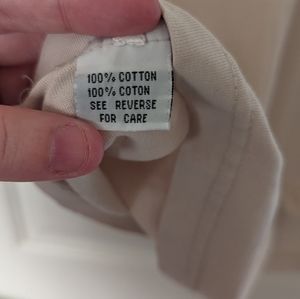 100% COTTON
100% COTON
SEE REVERSE
FOR CARE